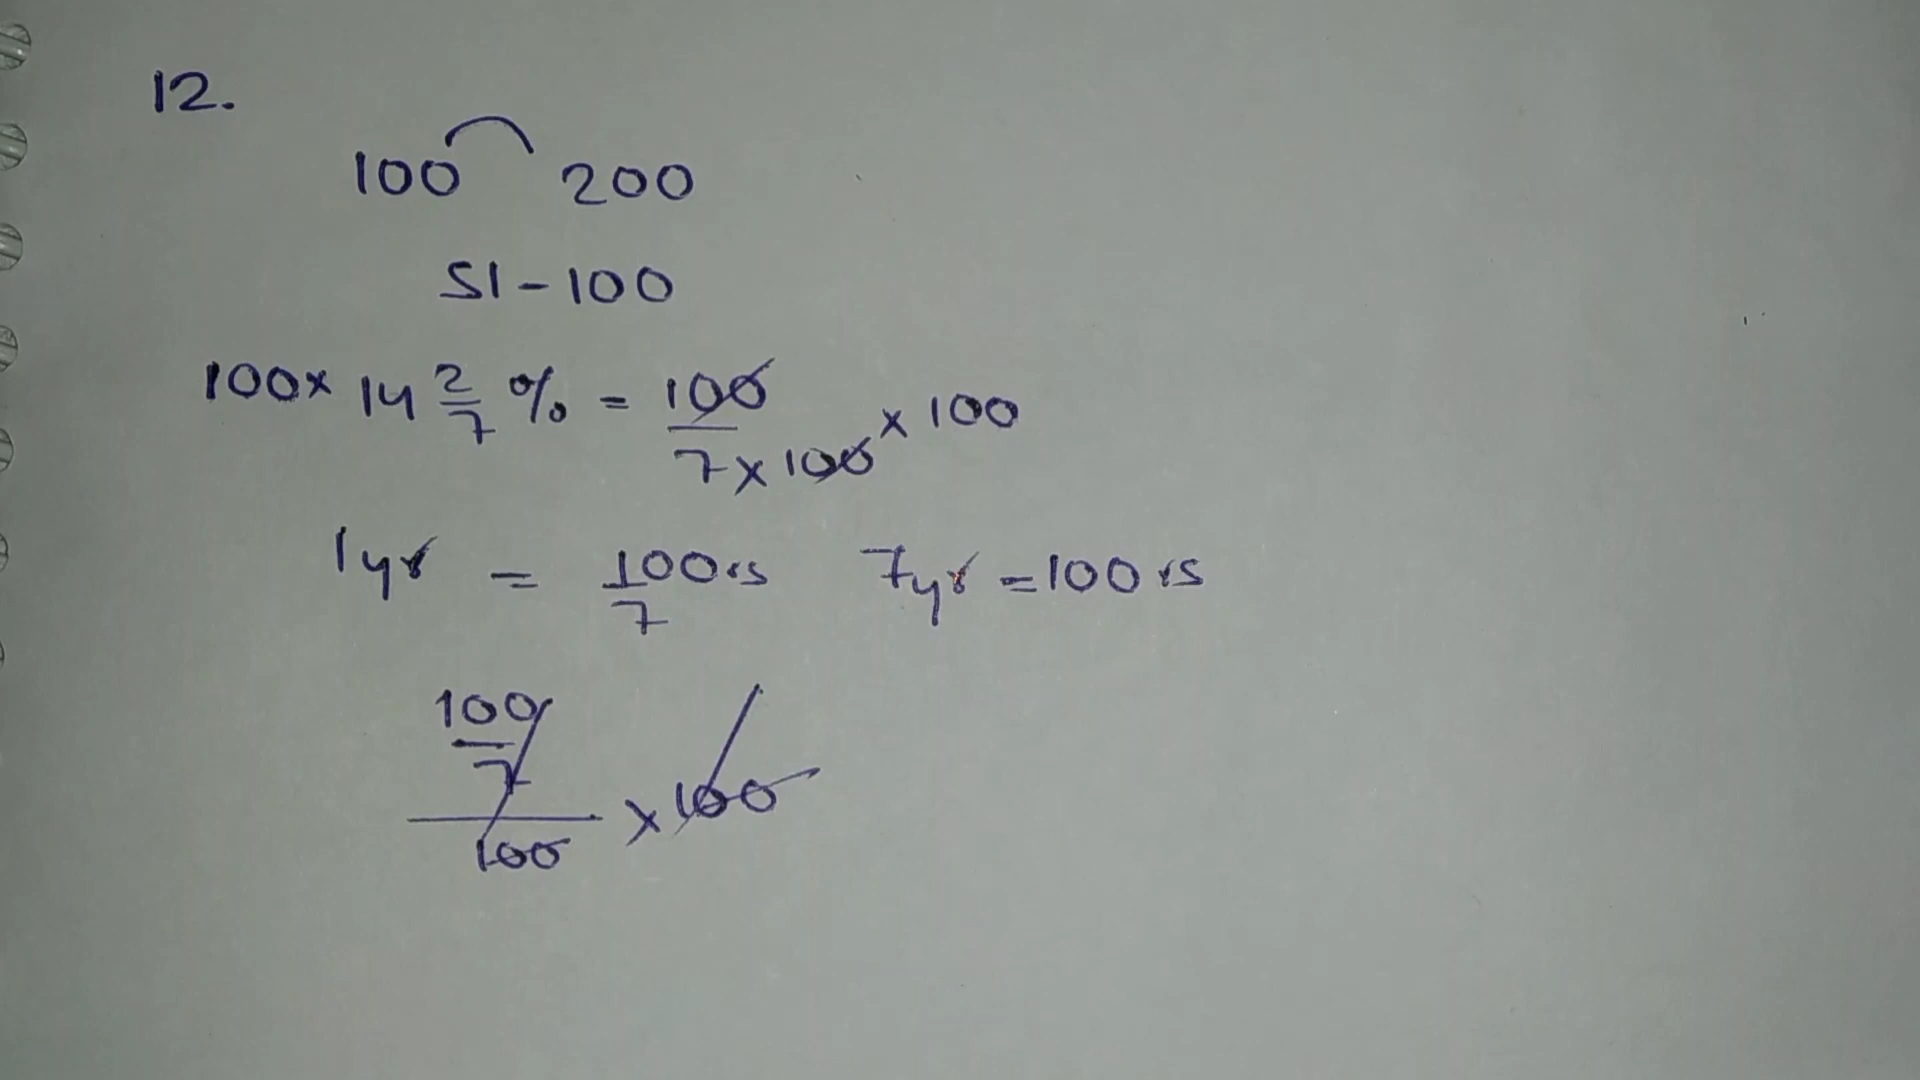 12.
100 200
SI - 100
100 × 14 2/7 % = 100/7×100 × 100
1yr = 100/7 rs 7yr = 100 rs
100/7/100 × 100